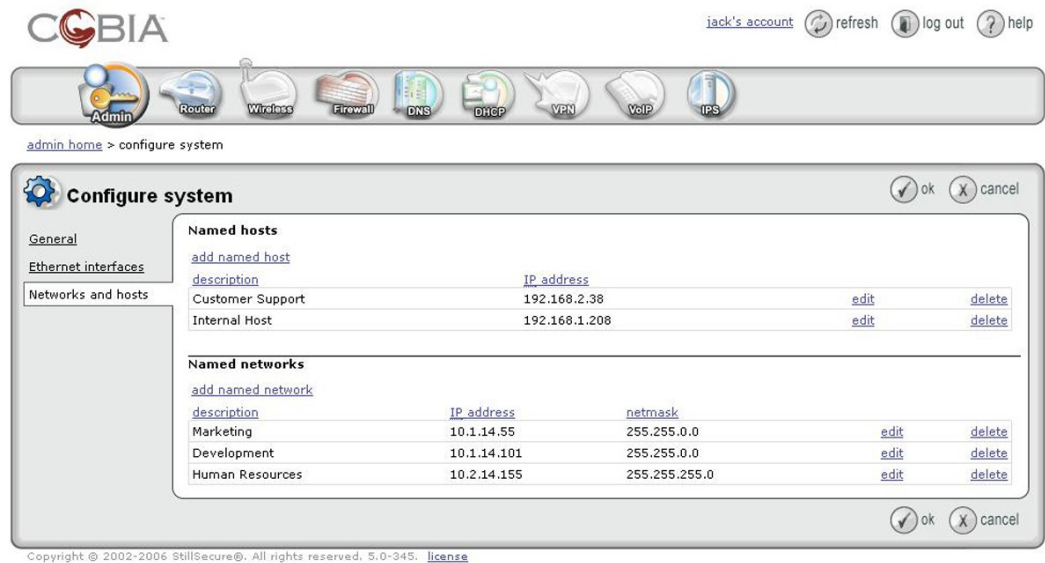 COBIA
jack's account refresh log out help
Admin Router Wireless Firewall DNS DHCP VPN VoIP IPS
admin home > configure system
Configure system ok cancel
General
Ethernet interfaces
Networks and hosts
Named hosts
add named host
description IP address
Customer Support 192.168.2.38 edit delete
Internal Host 192.168.1.208 edit delete
Named networks
add named network
description IP address netmask
Marketing 10.1.14.55 255.255.0.0 edit delete
Development 10.1.14.101 255.255.0.0 edit delete
Human Resources 10.2.14.155 255.255.255.0 edit delete
ok cancel
Copyright © 2002-2006 StillSecure®. All rights reserved. 5.0-345. license